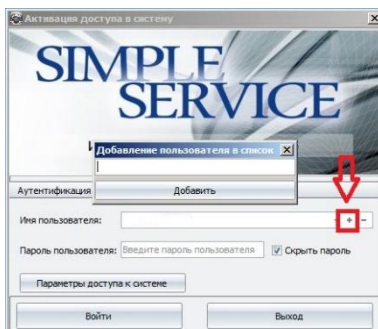 Активация доступа в систему
SIMPLE
SERVICE
Добавление пользователя в список
Добавить
Аутентификация
Имя пользователя:
+ −
Пароль пользователя: Введите пароль пользователя Скрыть пароль
Параметры доступа к системе
Войти Выход